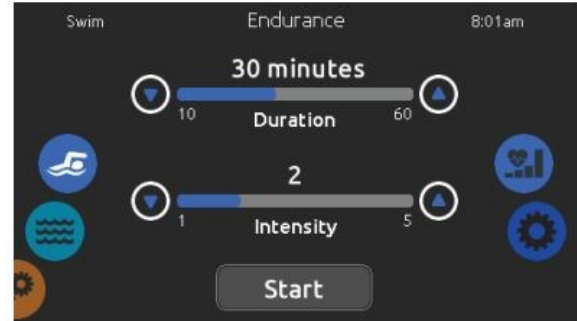 Swim Endurance 8:01am
30 minutes
10 Duration 60
2
1 Intensity 5
Start